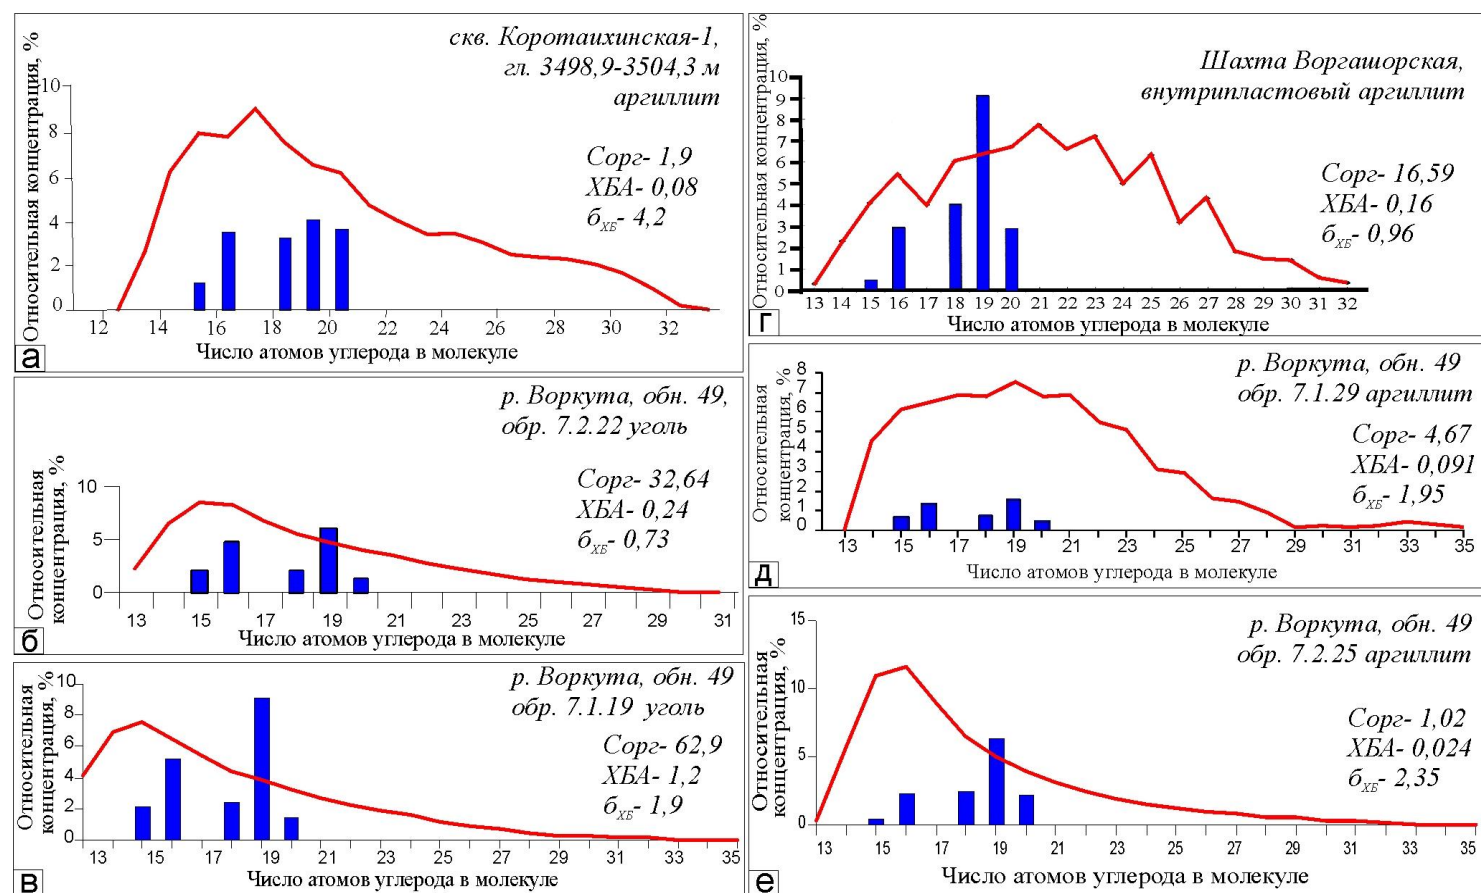 скв. Коротаихинская-1,
гл. 3498,9-3504,3 м
аргиллит
Сорг- 1,9
ХБА- 0,08
бХБ- 4,2
Относительная концентрация, %
10
8
6
4
2
0
12 14 16 18 20 22 24 26 28 30 32
Число атомов углерода в молекуле
а
р. Воркута, обн. 49,
обр. 7.2.22 уголь
Сорг- 32,64
ХБА- 0,24
бХБ- 0,73
Относительная
концентрация, %
10
5
0
13 15 17 19 21 23 25 27 29 31
Число атомов углерода в молекуле
б
р. Воркута, обн. 49
обр. 7.1.19 уголь
Сорг- 62,9
ХБА- 1,2
бХБ- 1,9
Относительная
концентрация, %
10
8
6
4
2
0
13 15 17 19 21 23 25 27 29 31 33 35
Число атомов углерода в молекуле
в
Шахта Воргашорская,
внутрипластовый аргиллит
Сорг- 16,59
ХБА- 0,16
бХБ- 0,96
Относительная концентрация, %
10
9
8
7
6
5
4
3
2
1
0
13 14 15 16 17 18 19 20 21 22 23 24 25 26 27 28 29 30 31 32
Число атомов углерода в молекуле
г
р. Воркута, обн. 49
обр. 7.1.29 аргиллит
Сорг- 4,67
ХБА- 0,091
бХБ- 1,95
Относительная
концентрация, %
8
7
6
5
4
3
2
1
0
13 15 17 19 21 23 25 27 29 31 33 35
Число атомов углерода в молекуле
д
р. Воркута, обн. 49
обр. 7.2.25 аргиллит
Сорг- 1,02
ХБА- 0,024
бХБ- 2,35
Относительная
концентрация, %
15
10
5
0
13 15 17 19 21 23 25 27 29 31 33 35
Число атомов углерода в молекуле
е